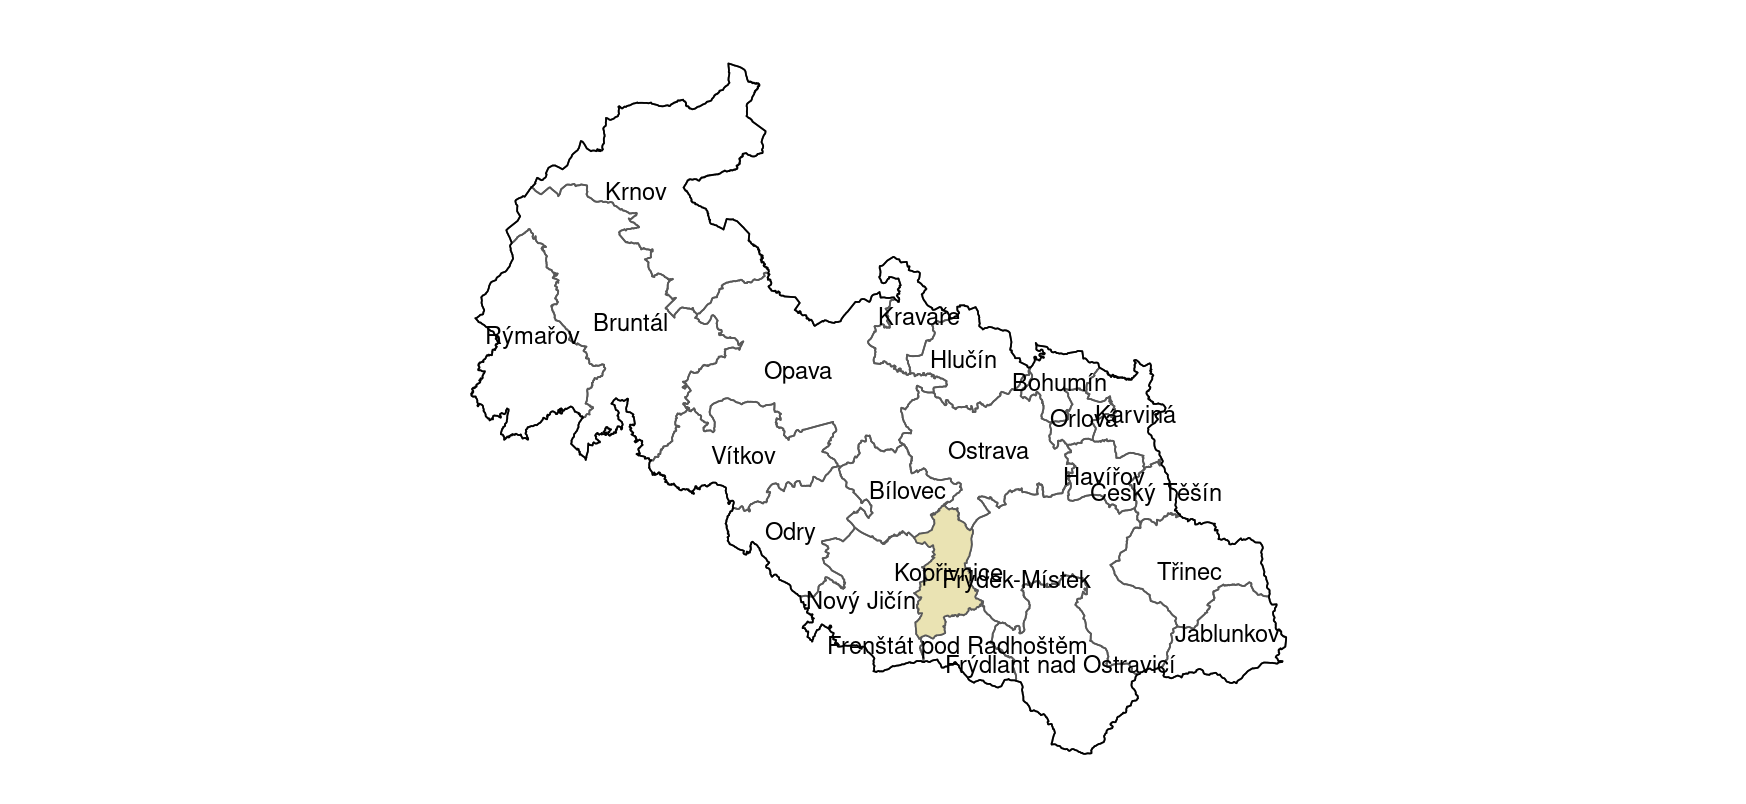 Krnov
Kravaře
Bruntál
Rýmařov
Hlučín
Opava
Bohumín
Karviná
Orlová
Ostrava
Vítkov
Havířov
Bílovec
Český Těšín
Odry
Třinec
Kopřivnice
Frýdek-Místek
Nový Jičín
Jablunkov
Frenštát pod Radhoštěm
Frýdlant nad Ostravicí